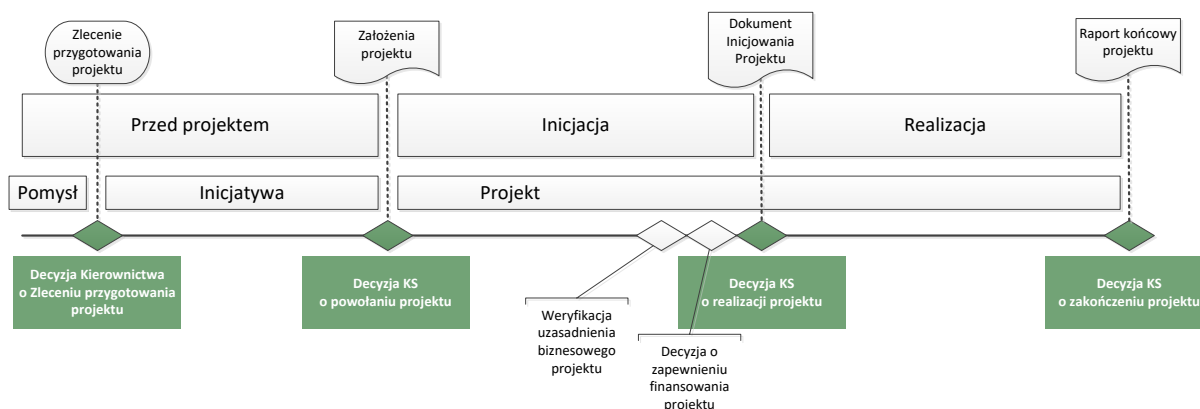 Zlecenie
przygotowania
projektu
Założenia
projektu
Dokument
Inicjowania
Projektu
Raport końcowy
projektu
Przed projektem
Inicjacja
Realizacja
Pomysł
Inicjatywa
Projekt
Decyzja Kierownictwa
o Zleceniu przygotowania
projektu
Decyzja KS
o powołaniu projektu
Decyzja KS
o realizacji projektu
Decyzja KS
o zakończeniu projektu
Weryfikacja
uzasadnienia
biznesowego
projektu
Decyzja o
zapewnieniu
finansowania
projektu